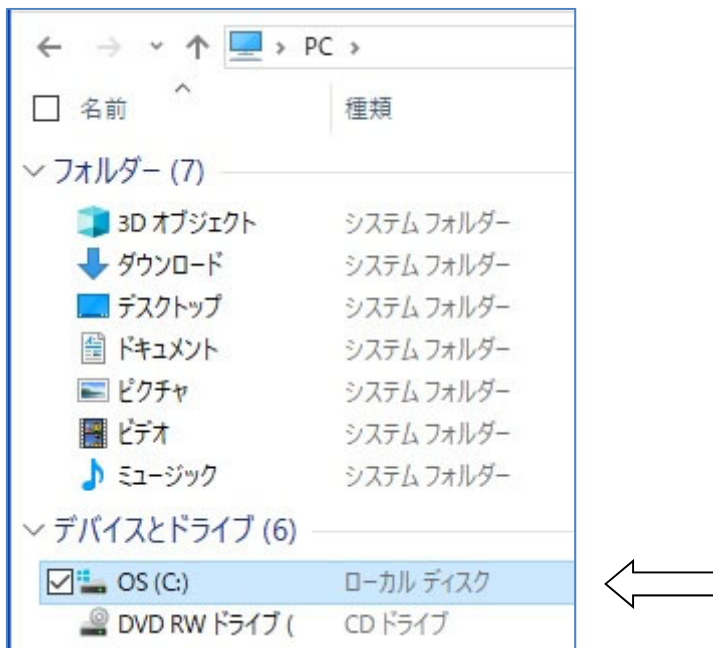 PC
名前 種類
フォルダー (7)
3D オブジェクト システム フォルダー
ダウンロード システム フォルダー
デスクトップ システム フォルダー
ドキュメント システム フォルダー
ピクチャ システム フォルダー
ビデオ システム フォルダー
ミュージック システム フォルダー
デバイスとドライブ (6)
OS (C:) ローカル ディスク
DVD RW ドライブ ( CD ドライブ